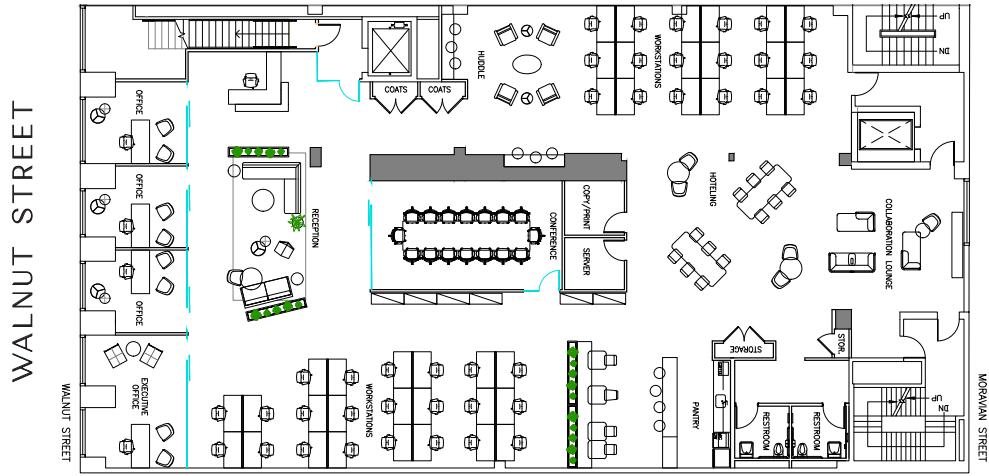 WALNUT STREET
WALNUT STREET
OFFICE
OFFICE
OFFICE
EXECUTIVE
OFFICE
COATS
COATS
HUDDLE
WORKSTATIONS
UP
DN
RECEPTION
CONFERENCE
COPY/PRINT
SERVER
HOTELING
COLLABORATION LOUNGE
STOR.
STORAGE
WORKSTATIONS
PANTRY
RESTROOM
RESTROOM
UP
DN
MORAVIAN STREET